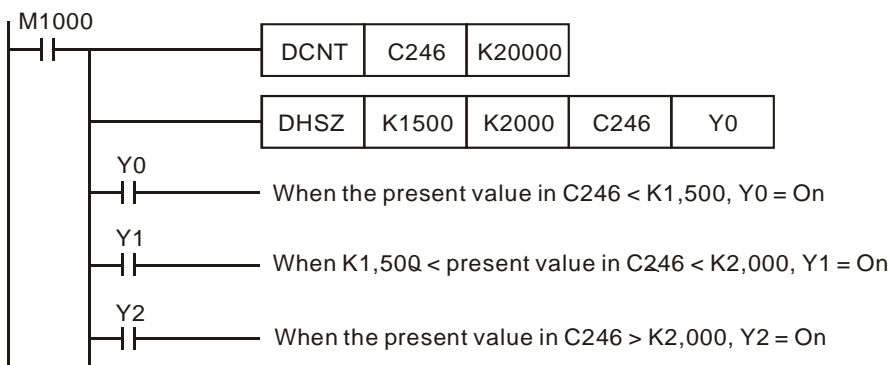 M1000
DCNT C246 K20000
DHSZ K1500 K2000 C246 Y0
Y0
When the present value in C246 < K1,500, Y0 = On
Y1
When K1,500 < present value in C246 < K2,000, Y1 = On
Y2
When the present value in C246 > K2,000, Y2 = On